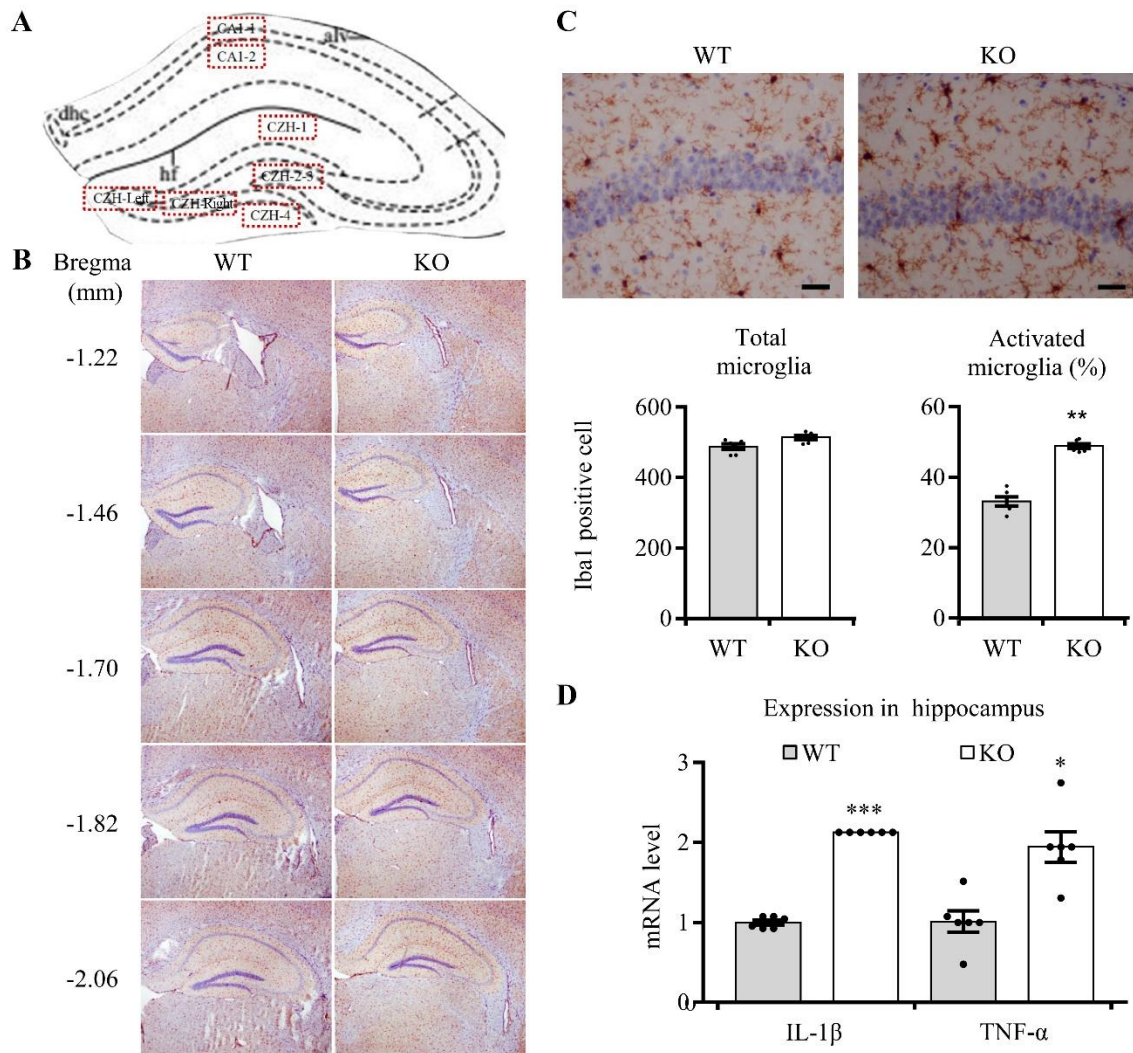 A
CA1-1
CA1-2
alv
dhc
CZH-1
hf
CZH-2-3
CZH-Left
CZH-Right
CZH-4
B
Bregma
(mm)
WT
KO
-1.22
-1.46
-1.70
-1.82
-2.06
C
WT
KO
Total
microglia
Iba1 positive cell
600
400
200
0
WT
KO
Activated
microglia (%)
60
40
20
0
**
WT
KO
D
Expression in hippocampus
WT
KO
mRNA level
3
2
1
0
***
*
IL-1β
TNF-α